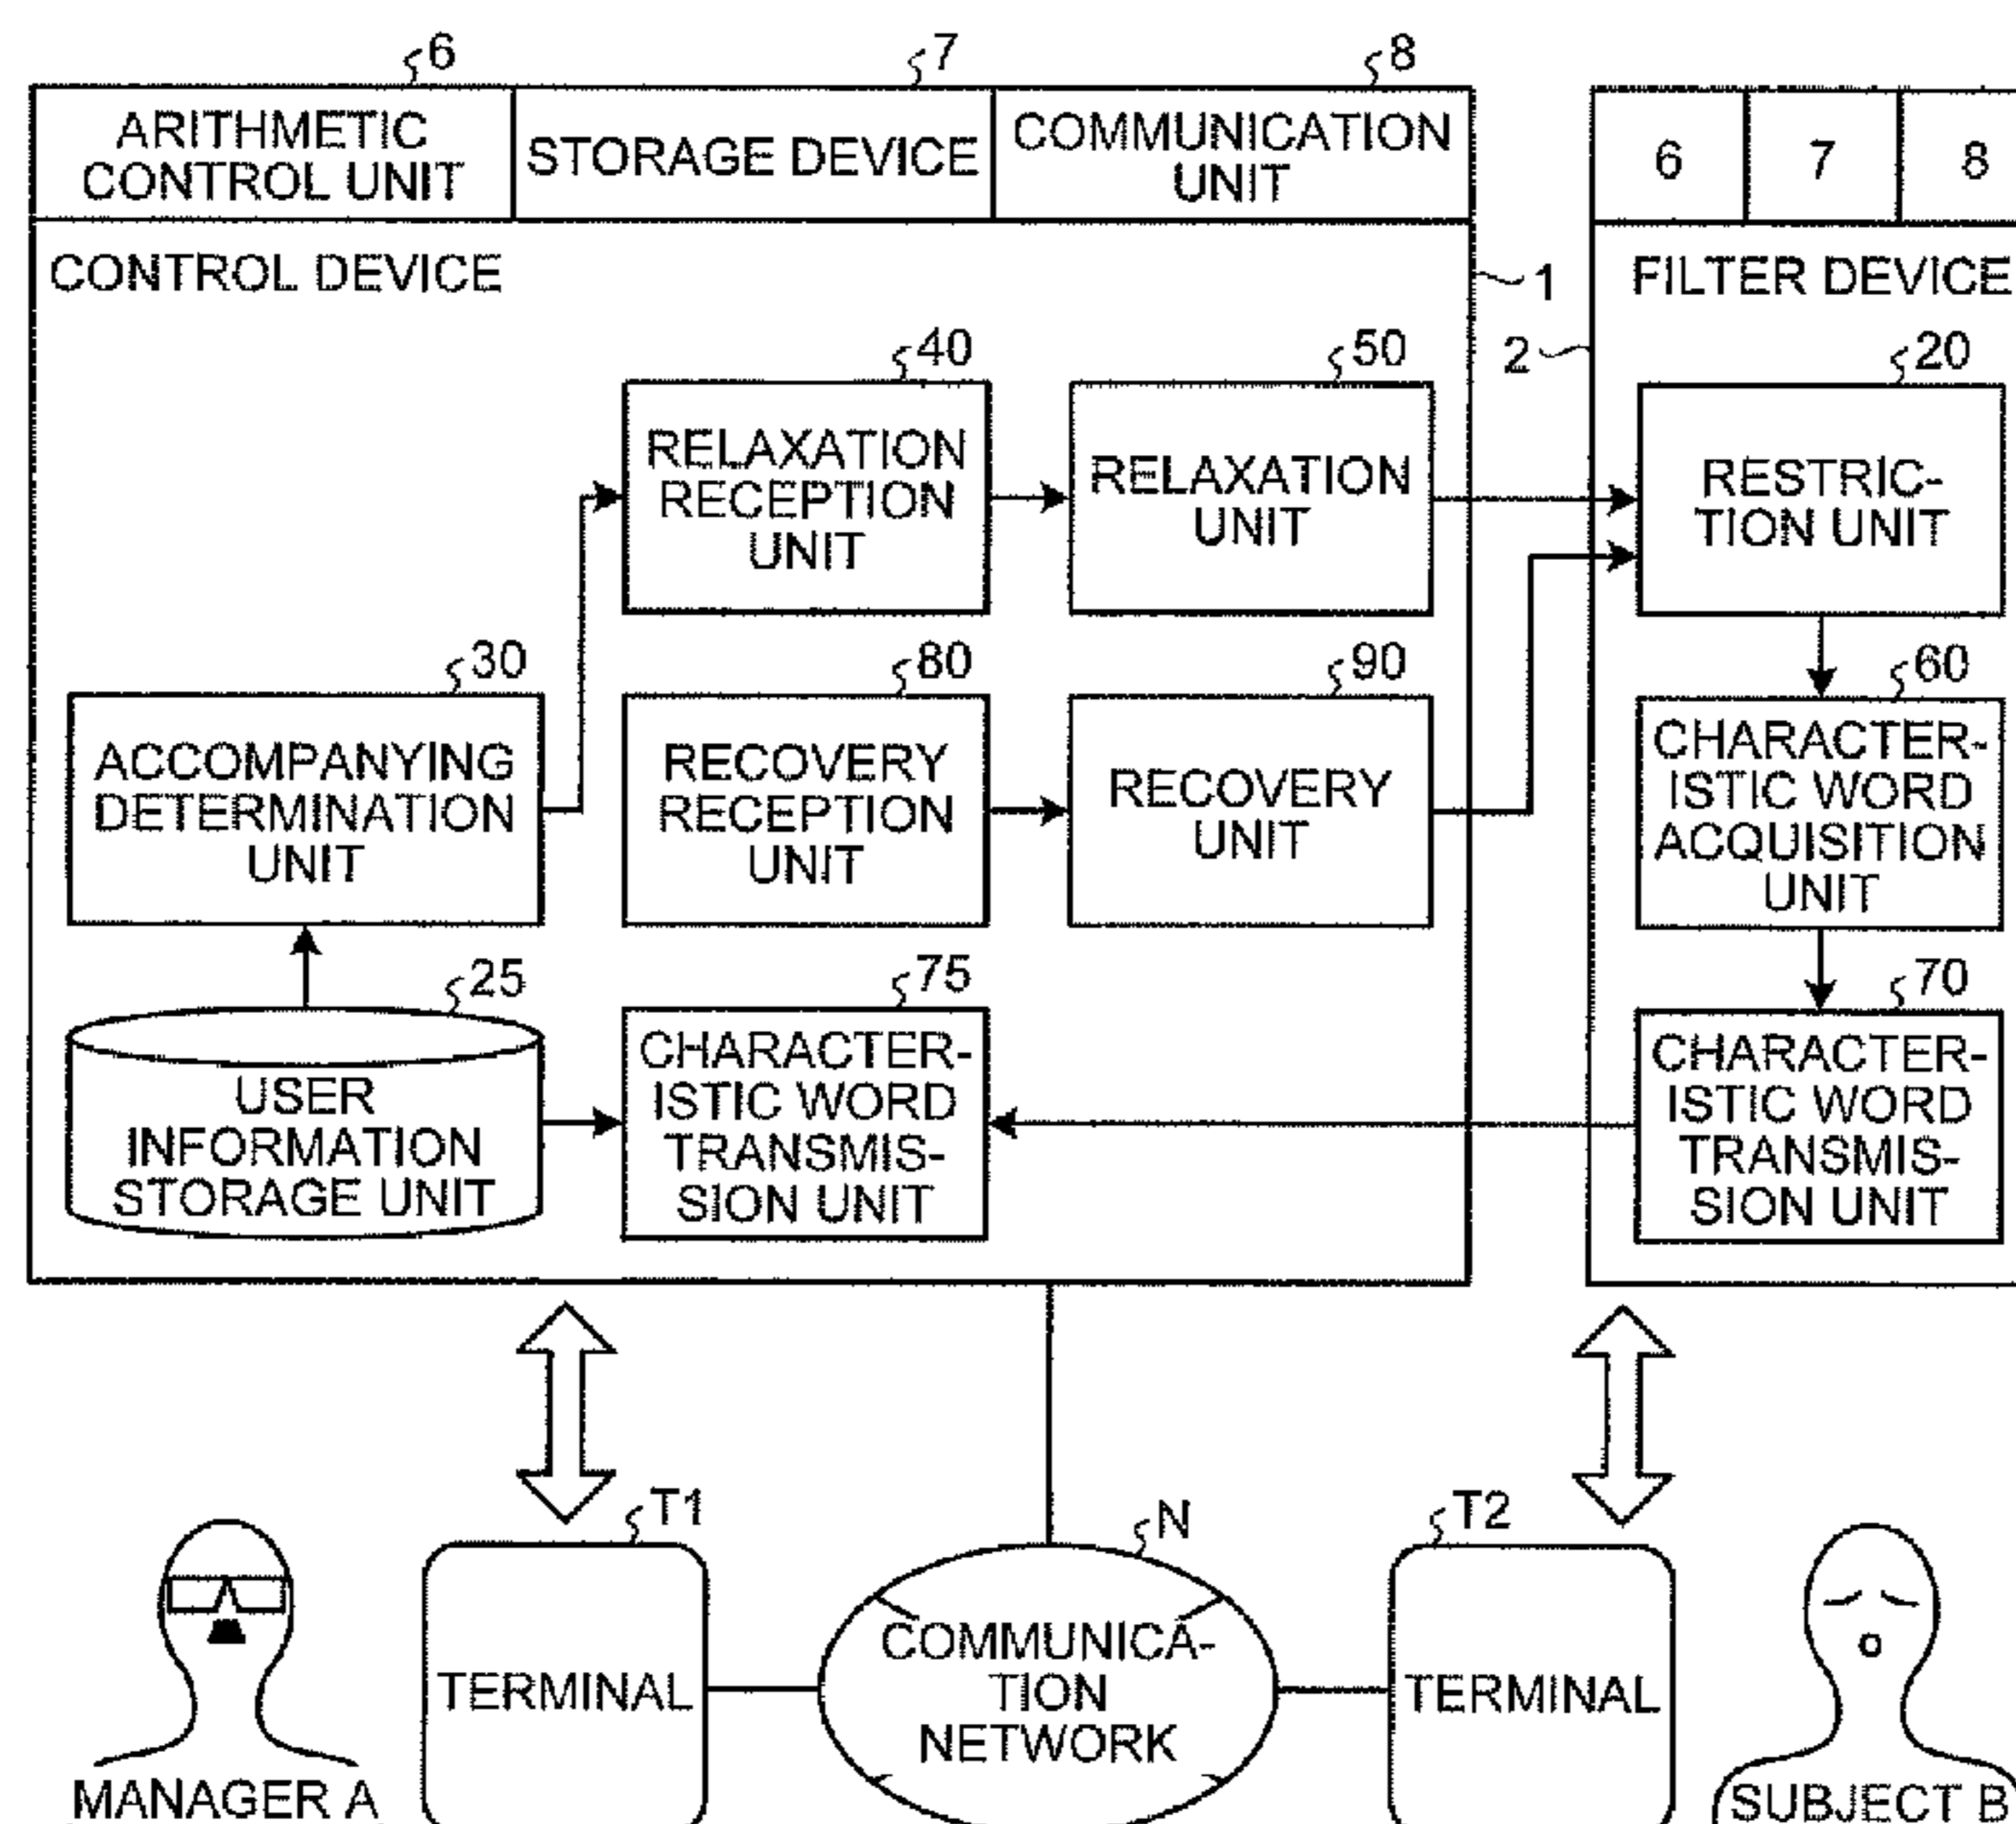 6
7
8
ARITHMETIC
CONTROL UNIT
STORAGE DEVICE
COMMUNICATION
UNIT
6
7
8
CONTROL DEVICE
1
FILTER DEVICE
2
40
RELAXATION
RECEPTION
UNIT
50
RELAXATION
UNIT
20
RESTRIC-
TION UNIT
30
ACCOMPANYING
DETERMINATION
UNIT
80
RECOVERY
RECEPTION
UNIT
90
RECOVERY
UNIT
60
CHARACTER-
ISTIC WORD
ACQUISITION
UNIT
25
USER
INFORMATION
STORAGE UNIT
75
CHARACTER-
ISTIC WORD
TRANSMIS-
SION UNIT
70
CHARACTER-
ISTIC WORD
TRANSMIS-
SION UNIT
MANAGER A
T1
TERMINAL
N
COMMUNICA-
TION
NETWORK
T2
TERMINAL
SUBJECT B